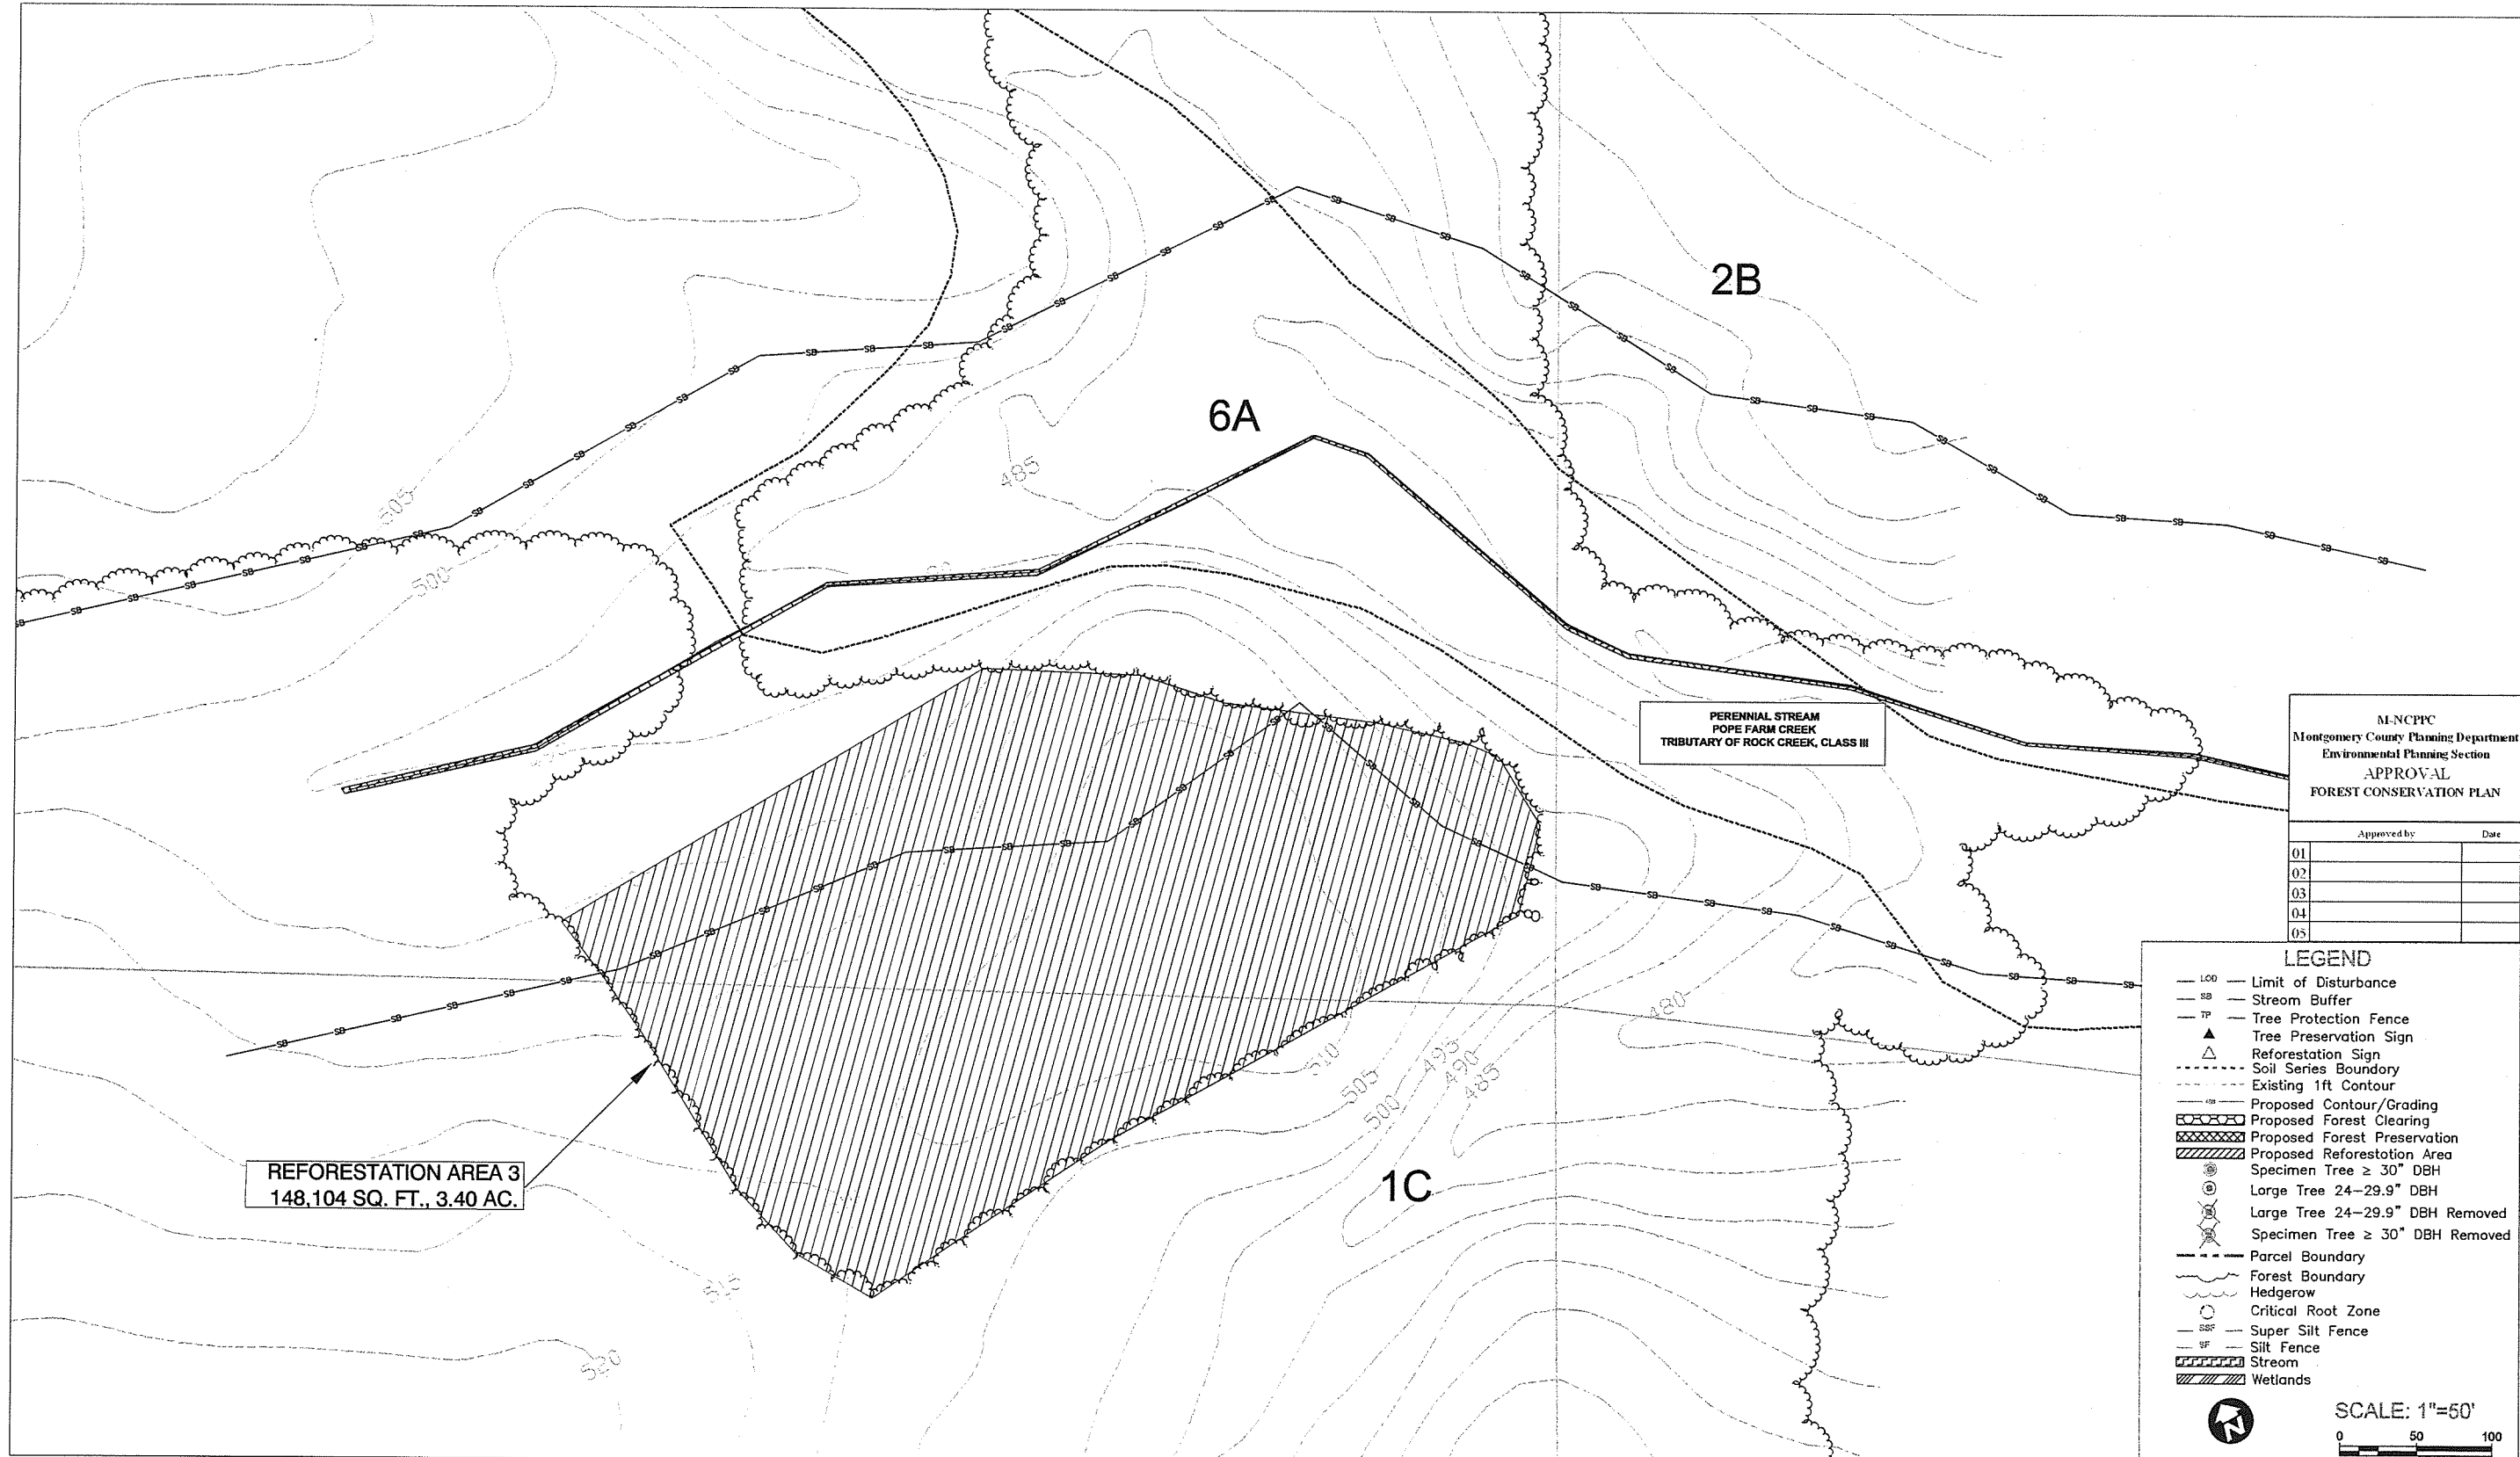 2B
6A
485
505
500
PERENNIAL STREAM
POPE FARM CREEK
TRIBUTARY OF ROCK CREEK, CLASS III
M-NCPPC
Montgomery County Planning Department
Environmental Planning Section
APPROVAL
FOREST CONSERVATION PLAN
Approved by Date
01
02
03
04
05
480
510
505
500
495
490
485
REFORESTATION AREA 3
148,104 SQ. FT., 3.40 AC.
1C
515
520
LEGEND
LOD Limit of Disturbance
SB Stream Buffer
TP Tree Protection Fence
Tree Preservation Sign
Reforestation Sign
Soil Series Boundary
Existing 1ft Contour
Proposed Contour/Grading
Proposed Forest Clearing
Proposed Forest Preservation
Proposed Reforestation Area
Specimen Tree ≥ 30" DBH
Large Tree 24-29.9" DBH
Large Tree 24-29.9" DBH Removed
Specimen Tree ≥ 30" DBH Removed
Parcel Boundary
Forest Boundary
Hedgerow
Critical Root Zone
SSF Super Silt Fence
SF Silt Fence
Stream
Wetlands
N
SCALE: 1"=50'
0 50 100